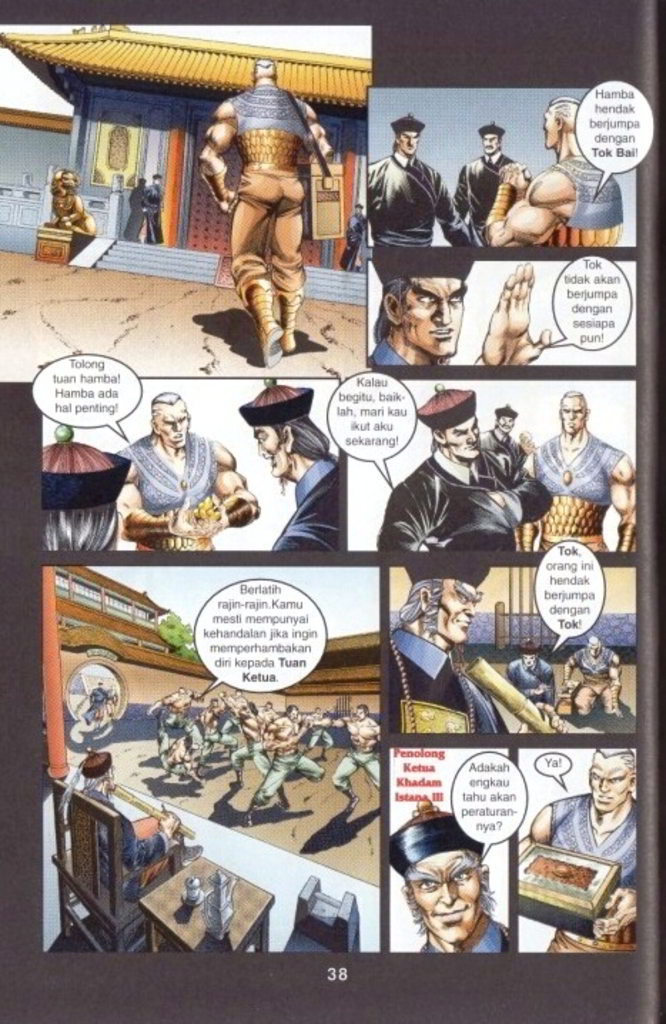 Hamba
hendak
berjumpa
dengan
Tok Bai!
Tok
tidak akan
berjumpa
dengan
sesiapa
pun!
Tolong
tuan hamba!
Hamba ada
hal penting!
Kalau
begitu, baik-
lah, mari kau
ikut aku
sekarang!
Berlatih
rajin-rajin.Kamu
mesti mempunyai
kehandalan jika ingin
memperhambakan
diri kepada Tuan
Ketua.
Tok,
orang ini
hendak
berjumpa
dengan
Tok!
Penolong
Ketua
Khadam
Istana III
Adakah
engkau
tahu akan
peraturan-
nya?
Ya!
38